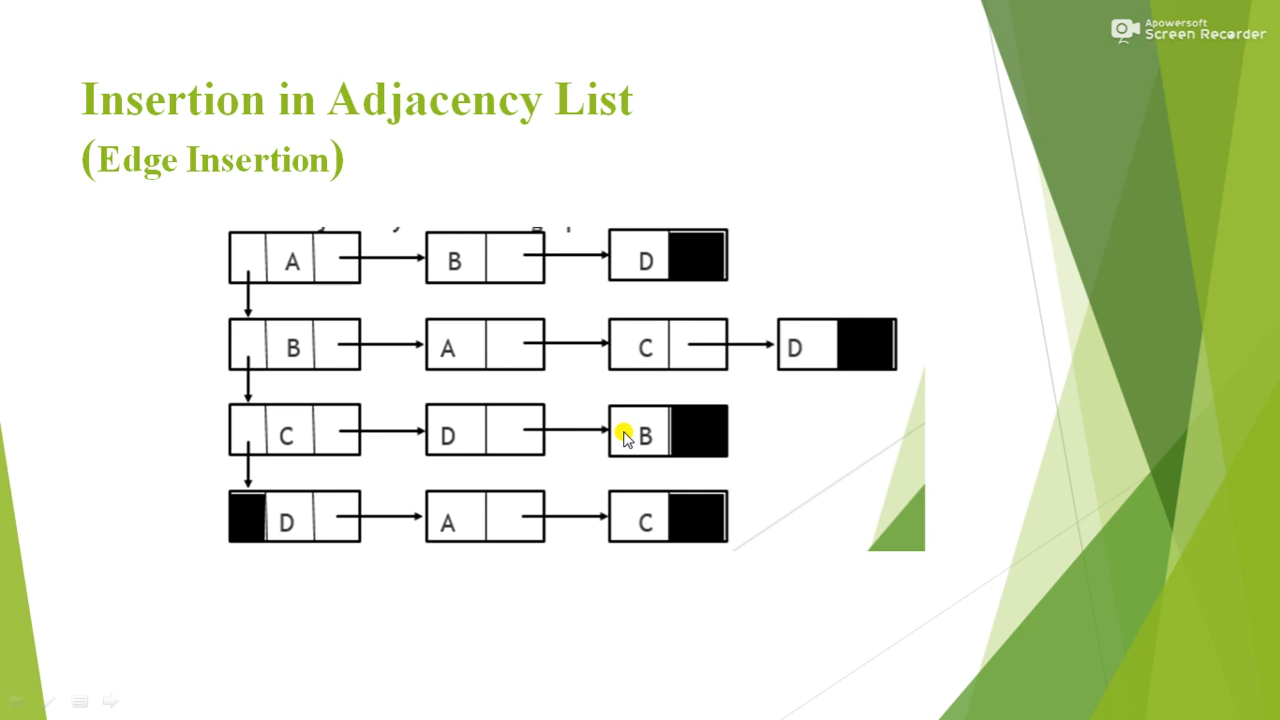 Apowersoft
Screen Recorder
Insertion in Adjacency List
(Edge Insertion)
A B D
B A C D
C D B
D A C